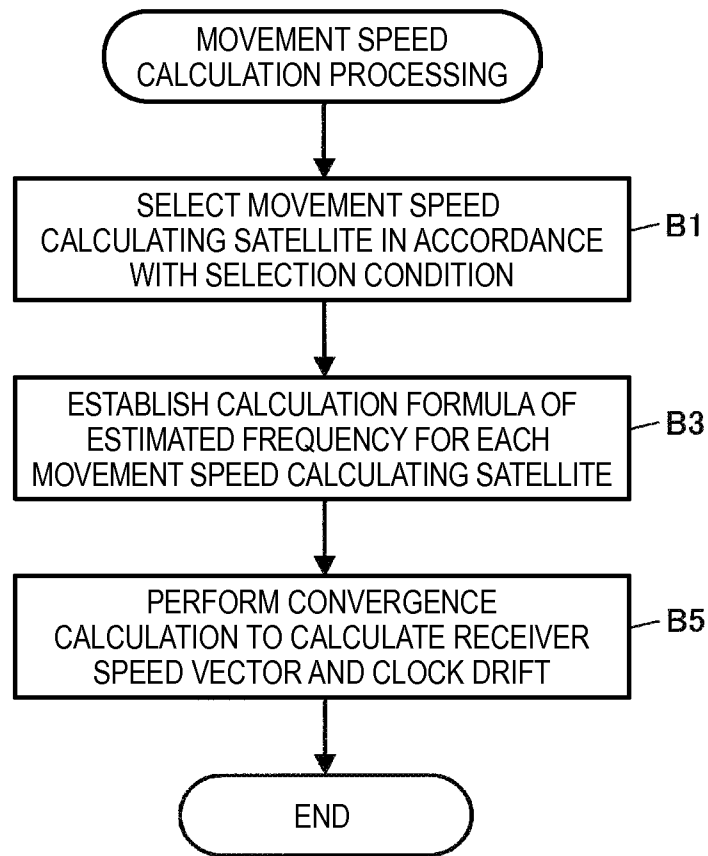 MOVEMENT SPEED
CALCULATION PROCESSING
SELECT MOVEMENT SPEED
CALCULATING SATELLITE IN ACCORDANCE
WITH SELECTION CONDITION
B1
ESTABLISH CALCULATION FORMULA OF
ESTIMATED FREQUENCY FOR EACH
MOVEMENT SPEED CALCULATING SATELLITE
B3
PERFORM CONVERGENCE
CALCULATION TO CALCULATE RECEIVER
SPEED VECTOR AND CLOCK DRIFT
B5
END